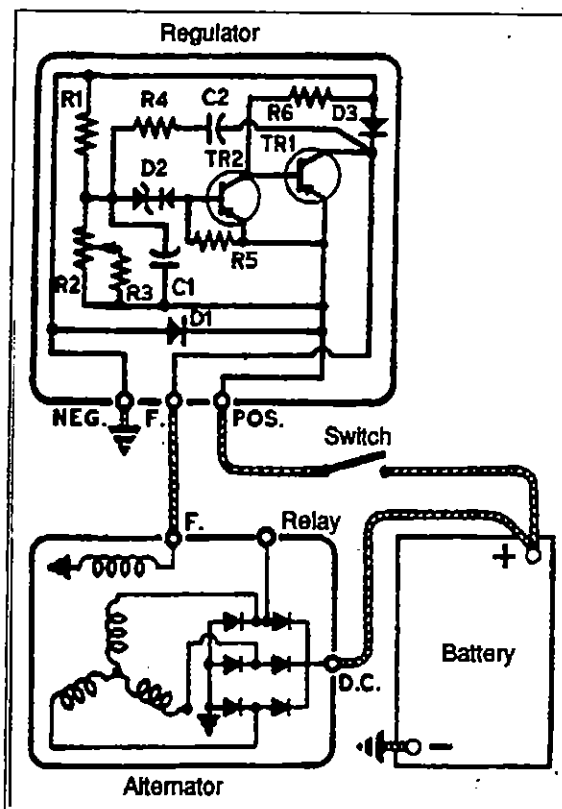 Regulator
R1
R4
C2
R6
D3
TR2
TR1
D2
R5
R2
R3
C1
D1
NEG.
F.
POS.
Switch
F.
Relay
+
Battery
D.C.
−
Alternator